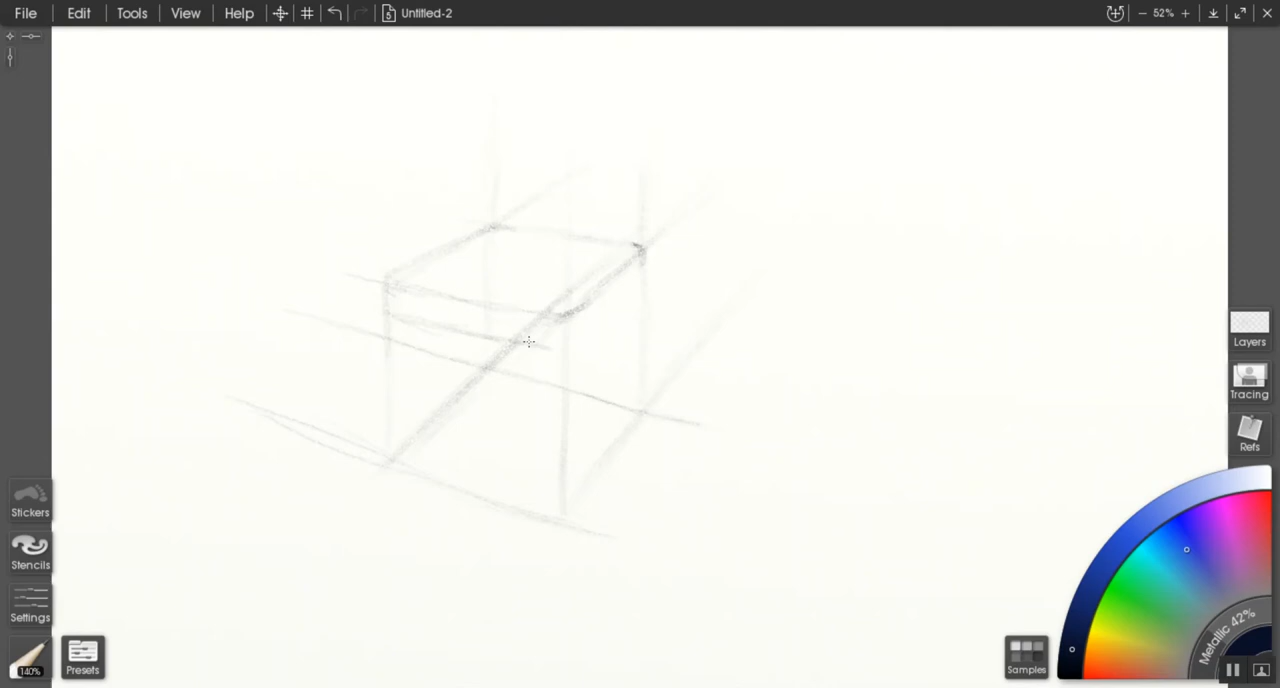 File Edit Tools View Help 5 Untitled-2 − 52% +
Layers
Tracing
Refs
Stickers
Stencils
Settings
140%
Presets
Samples
Metallic 42%